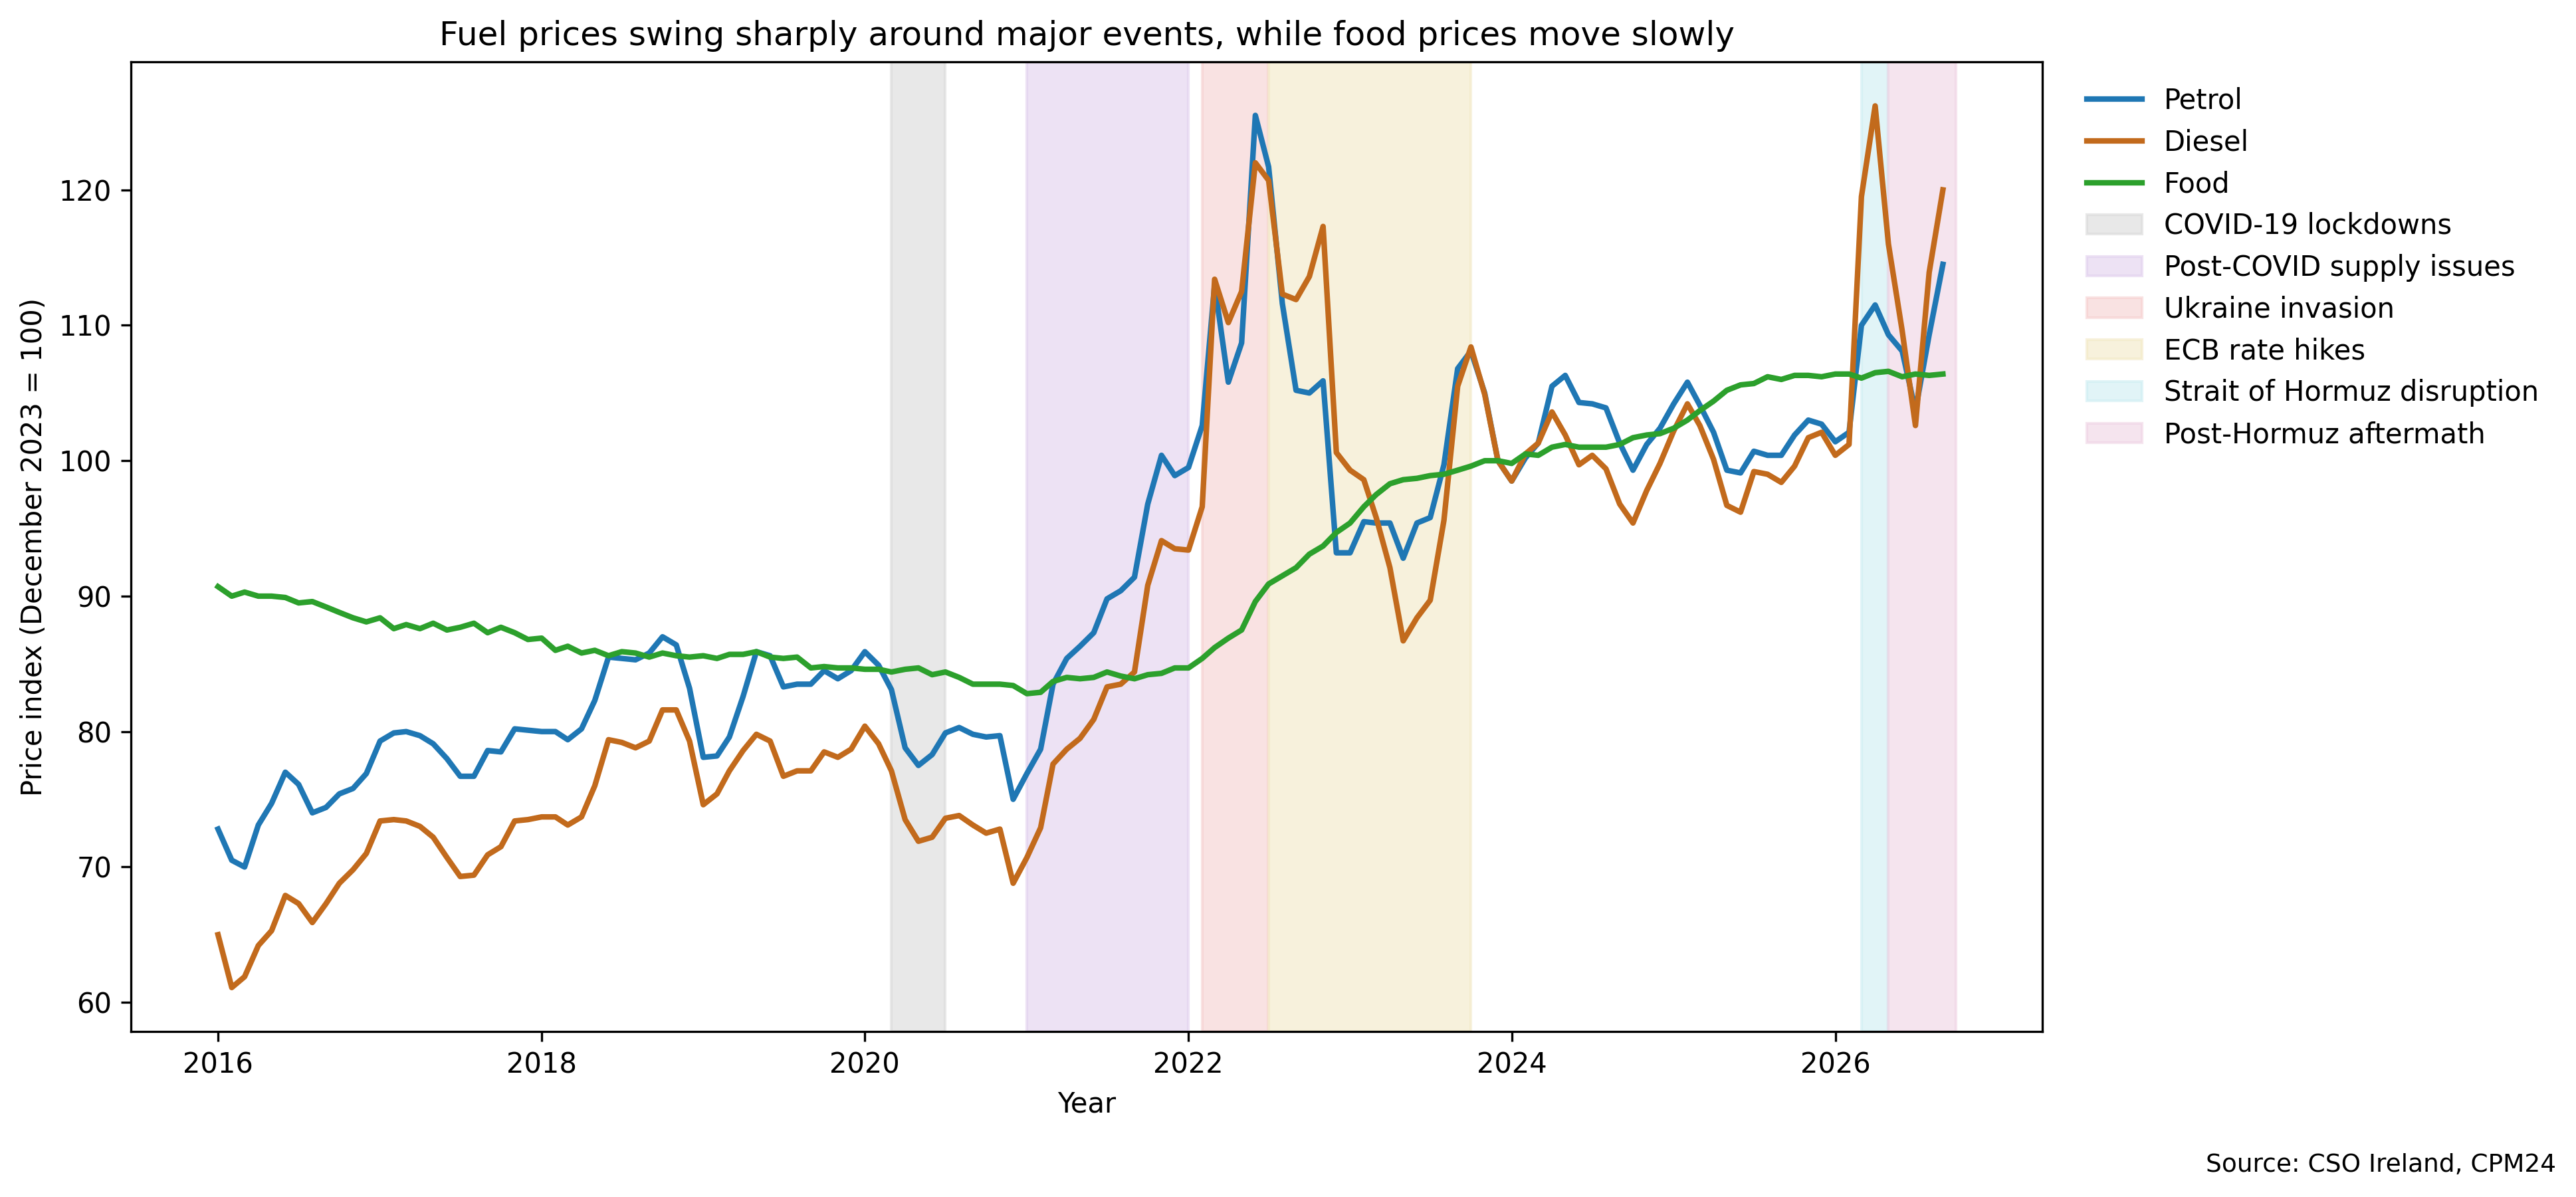 Fuel prices swing sharply around major events, while food prices move slowly
Price index (December 2023 = 100)
120
110
100
90
80
70
60
2016
2018
2020
2022
2024
2026
Year
Petrol
Diesel
Food
COVID-19 lockdowns
Post-COVID supply issues
Ukraine invasion
ECB rate hikes
Strait of Hormuz disruption
Post-Hormuz aftermath
Source: CSO Ireland, CPM24